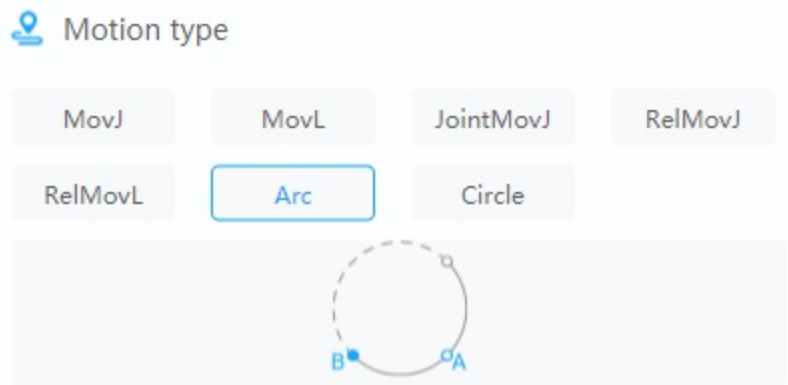 Motion type
MovJ MovL JointMovJ RelMovJ
RelMovL Arc Circle
B A